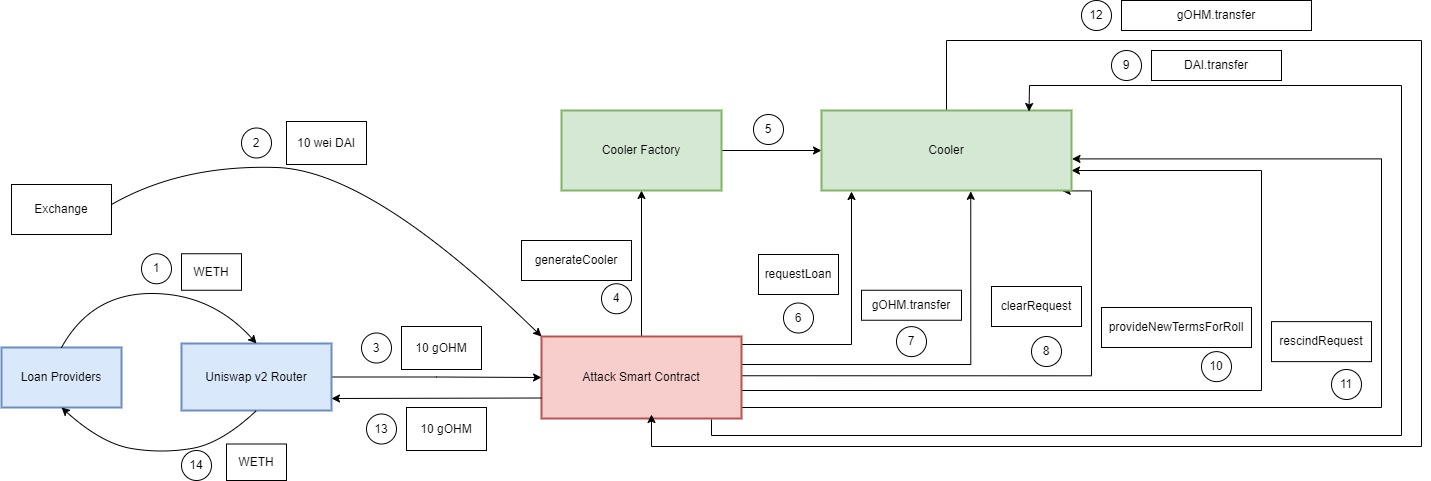 12
gOHM.transfer
9
DAI.transfer
2
10 wei DAI
Cooler Factory
5
Cooler
Exchange
1
WETH
generateCooler
4
requestLoan
6
gOHM.transfer
7
clearRequest
8
provideNewTermsForRoll
10
rescindRequest
11
Loan Providers
Uniswap v2 Router
3
10 gOHM
Attack Smart Contract
13
10 gOHM
14
WETH